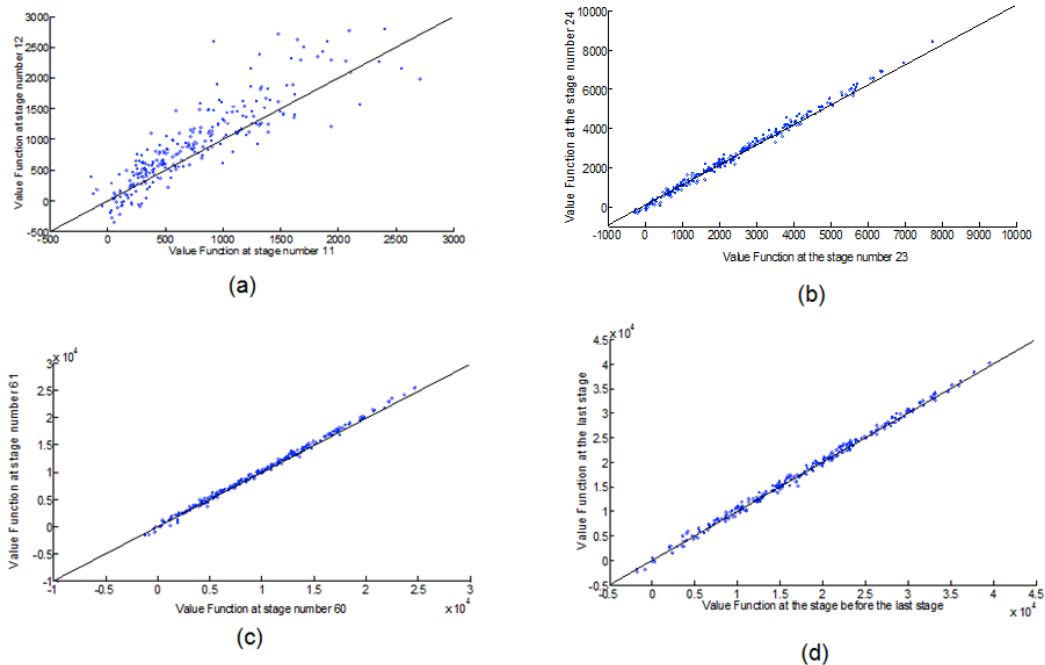 Value Function at stage number 12
3000
2500
2000
1500
1000
500
0
-500
-500 0 500 1000 1500 2000 2500 3000
Value Function at stage number 11
(a)
Value Function at the stage number 24
10000
8000
6000
4000
2000
0
-1000 0 1000 2000 3000 4000 5000 6000 7000 8000 9000 10000
Value Function at the stage number 23
(b)
Value Function at stage number 61
x 10^4
3
2.5
2
1.5
1
0.5
0
-0.5
-1
-1 -0.5 0 0.5 1 1.5 2 2.5 3
Value Function at stage number 60
x 10^4
(c)
Value Function at the last stage
x 10^4
4.5
4
3.5
3
2.5
2
1.5
1
0.5
0
-0.5
-0.5 0 0.5 1 1.5 2 2.5 3 3.5 4 4.5
Value Function at the stage before the last stage
x 10^4
(d)